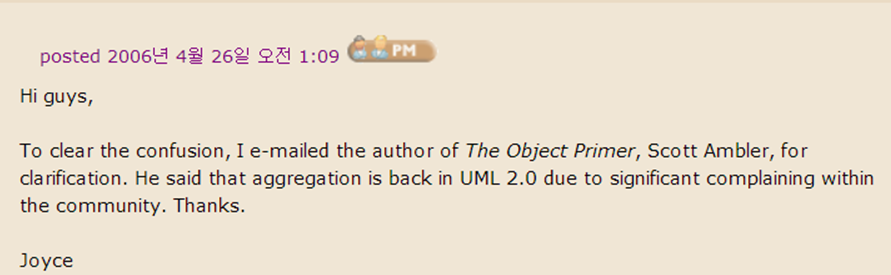 posted 2006년 4월 26일 오전 1:09 PM
Hi guys,
To clear the confusion, I e-mailed the author of The Object Primer, Scott Ambler, for
clarification. He said that aggregation is back in UML 2.0 due to significant complaining within
the community. Thanks.
Joyce